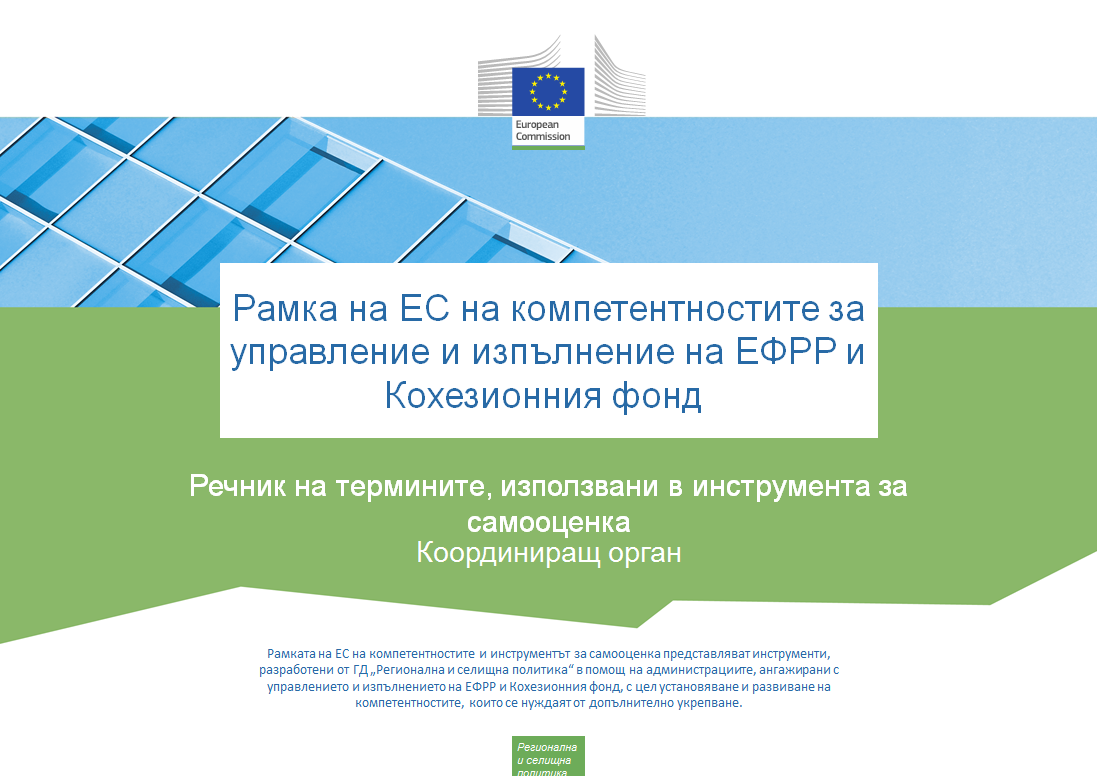 European
Commission
Рамка на ЕС на компетентностите за
управление и изпълнение на ЕФРР и
Кохезионния фонд
Речник на термините, използвани в инструмента за
самооценка
Координиращ орган
Рамката на ЕС на компетентностите и инструментът за самооценка представляват инструменти,
разработени от ГД „Регионална и селищна политика“ в помощ на администрациите, ангажирани с
управлението и изпълнението на ЕФРР и Кохезионния фонд, с цел установяване и развиване на
компетентностите, които се нуждаят от допълнително укрепване.
Регионална
и селищна
политика